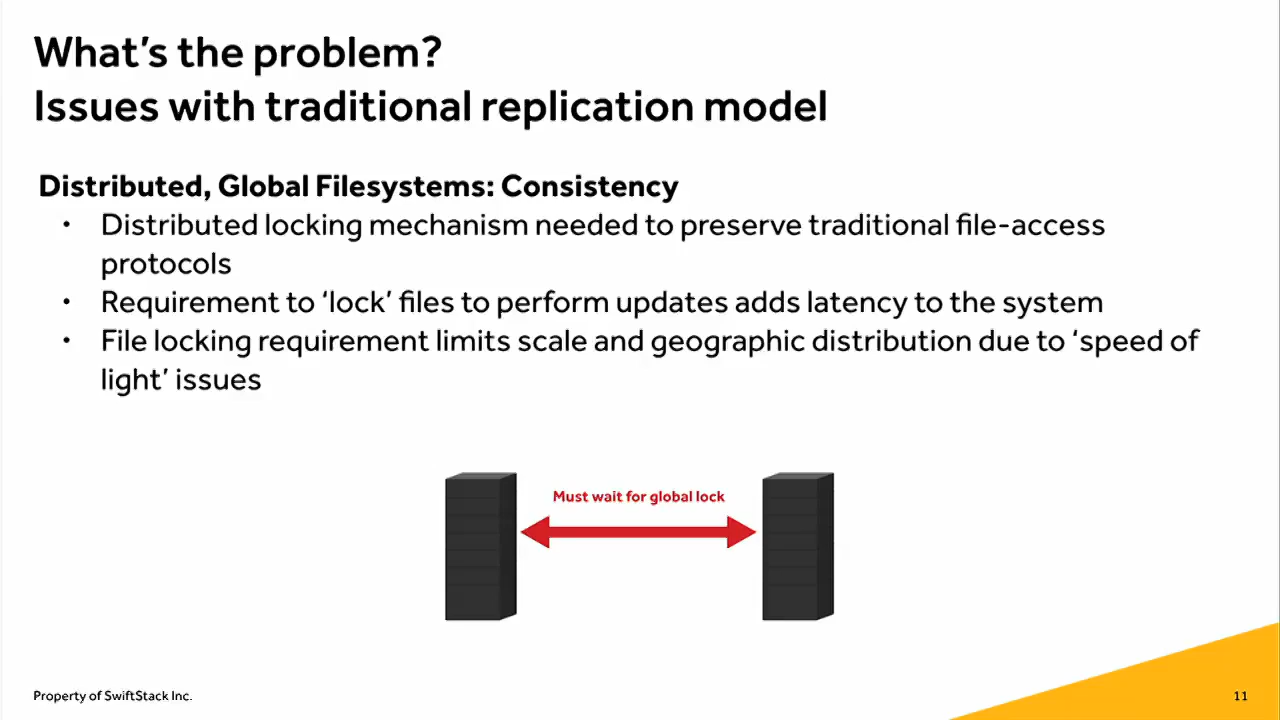 What’s the problem?
Issues with traditional replication model
Distributed, Global Filesystems: Consistency
• Distributed locking mechanism needed to preserve traditional file-access
protocols
• Requirement to ‘lock’ files to perform updates adds latency to the system
• File locking requirement limits scale and geographic distribution due to ‘speed of
light’ issues
Must wait for global lock
Property of SwiftStack Inc.
11